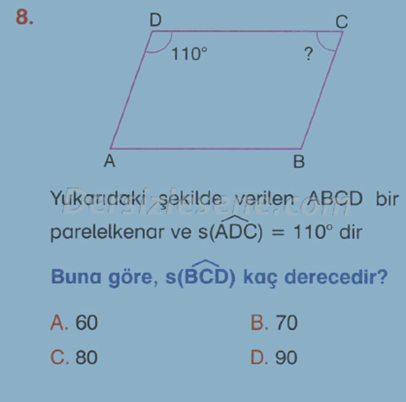 8.
D C
110° ?
A B
Yukarıdaki şekilde verilen ABCD bir
parelelkenar ve s(ADC) = 110° dir
Buna göre, s(BCD) kaç derecedir?
A. 60 B. 70
C. 80 D. 90